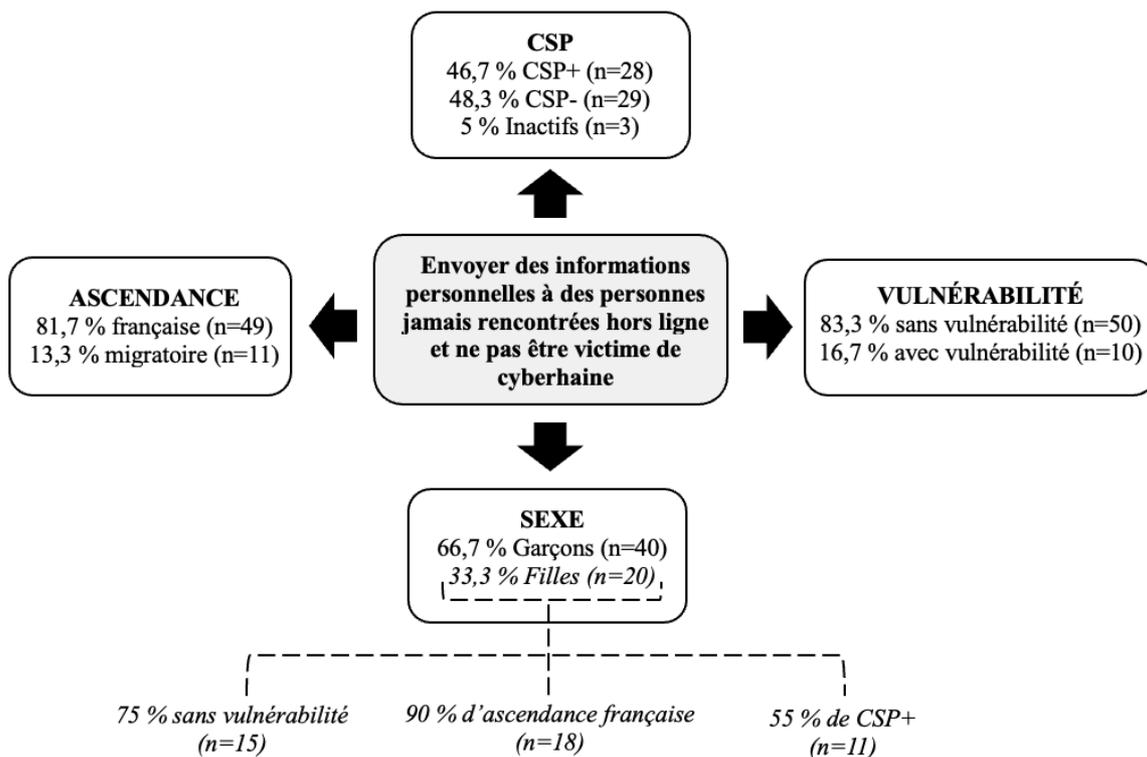 CSP
46,7 % CSP+ (n=28)
48,3 % CSP- (n=29)
5 % Inactifs (n=3)
ASCENDANCE
81,7 % française (n=49)
13,3 % migratoire (n=11)
Envoyer des informations
personnelles à des personnes
jamais rencontrées hors ligne
et ne pas être victime de
cyberhaine
VULNÉRABILITÉ
83,3 % sans vulnérabilité (n=50)
16,7 % avec vulnérabilité (n=10)
SEXE
66,7 % Garçons (n=40)
33,3 % Filles (n=20)
75 % sans vulnérabilité
(n=15)
90 % d’ascendance française
(n=18)
55 % de CSP+
(n=11)